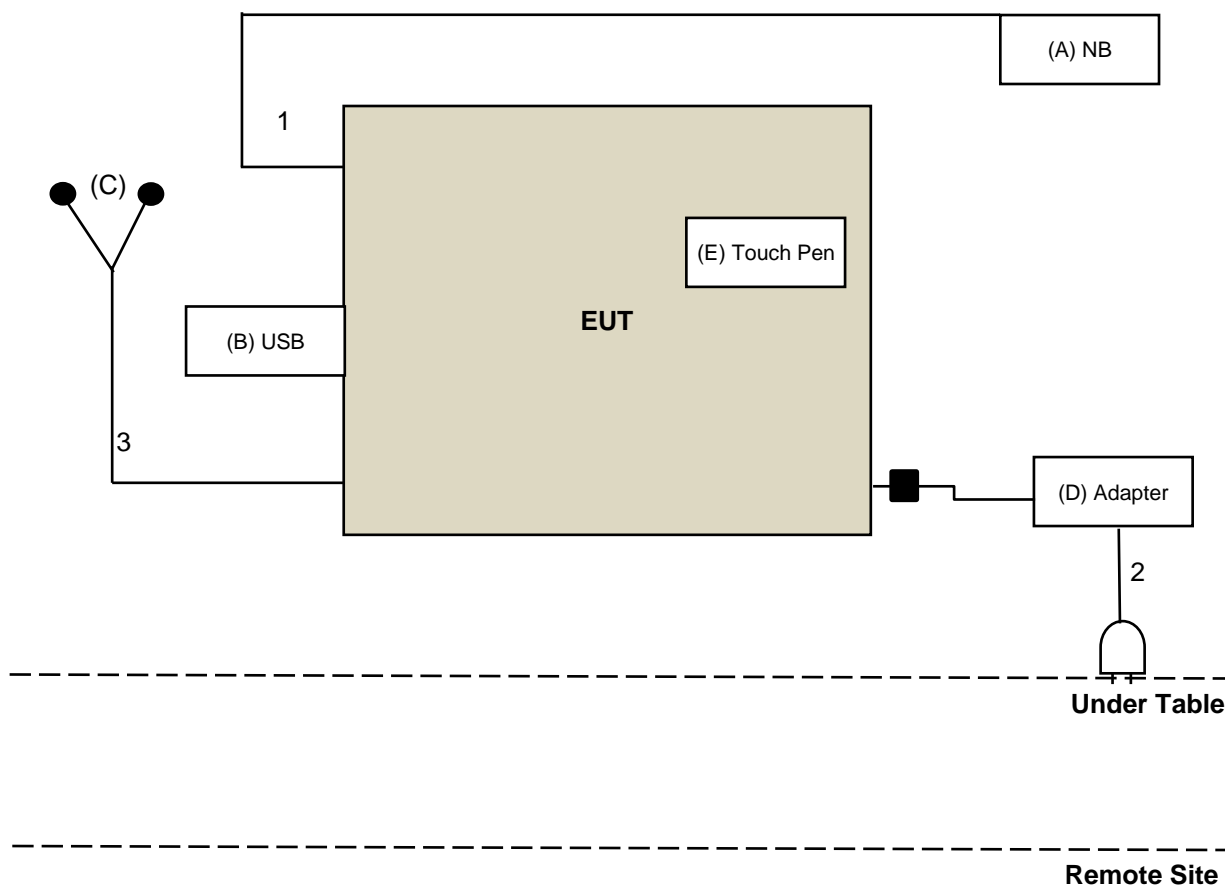 (A) NB
1
(C)
(E) Touch Pen
EUT
(B) USB
3
(D) Adapter
2
Under Table
Remote Site